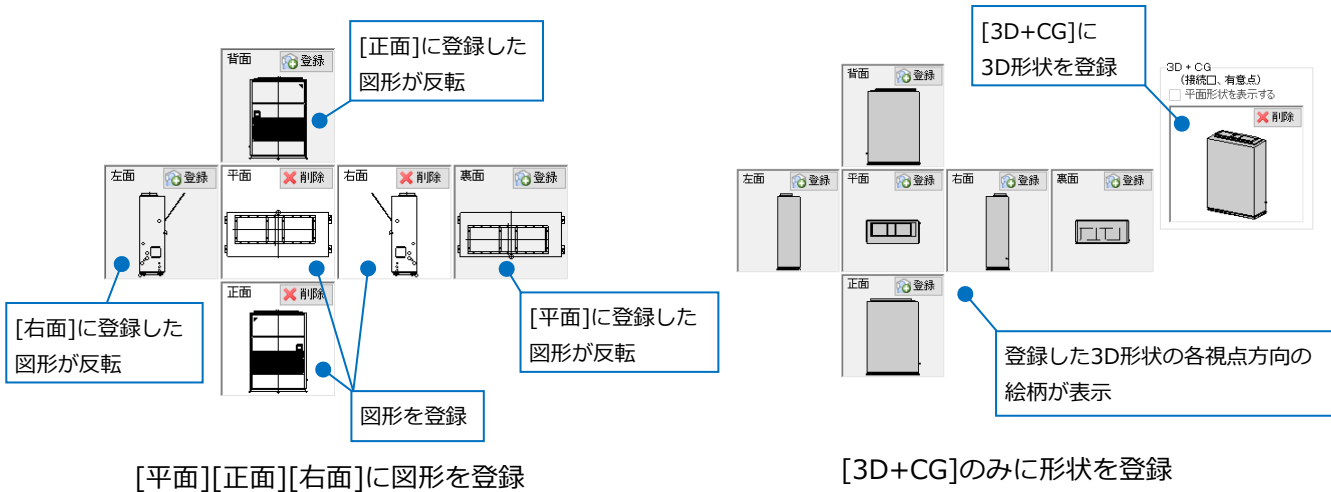 [正面]に登録した
図形が反転
背面
登録
左面
登録
平面
削除
右面
削除
裏面
登録
正面
削除
[右面]に登録した
図形が反転
[平面]に登録した
図形が反転
図形を登録
[平面][正面][右面]に図形を登録
[3D+CG]に
3D形状を登録
3D+CG
(接続口、有意点)
平面形状を表示する
削除
背面
登録
左面
登録
平面
登録
右面
登録
裏面
登録
正面
登録
登録した3D形状の各視点方向の
絵柄が表示
[3D+CG]のみに形状を登録